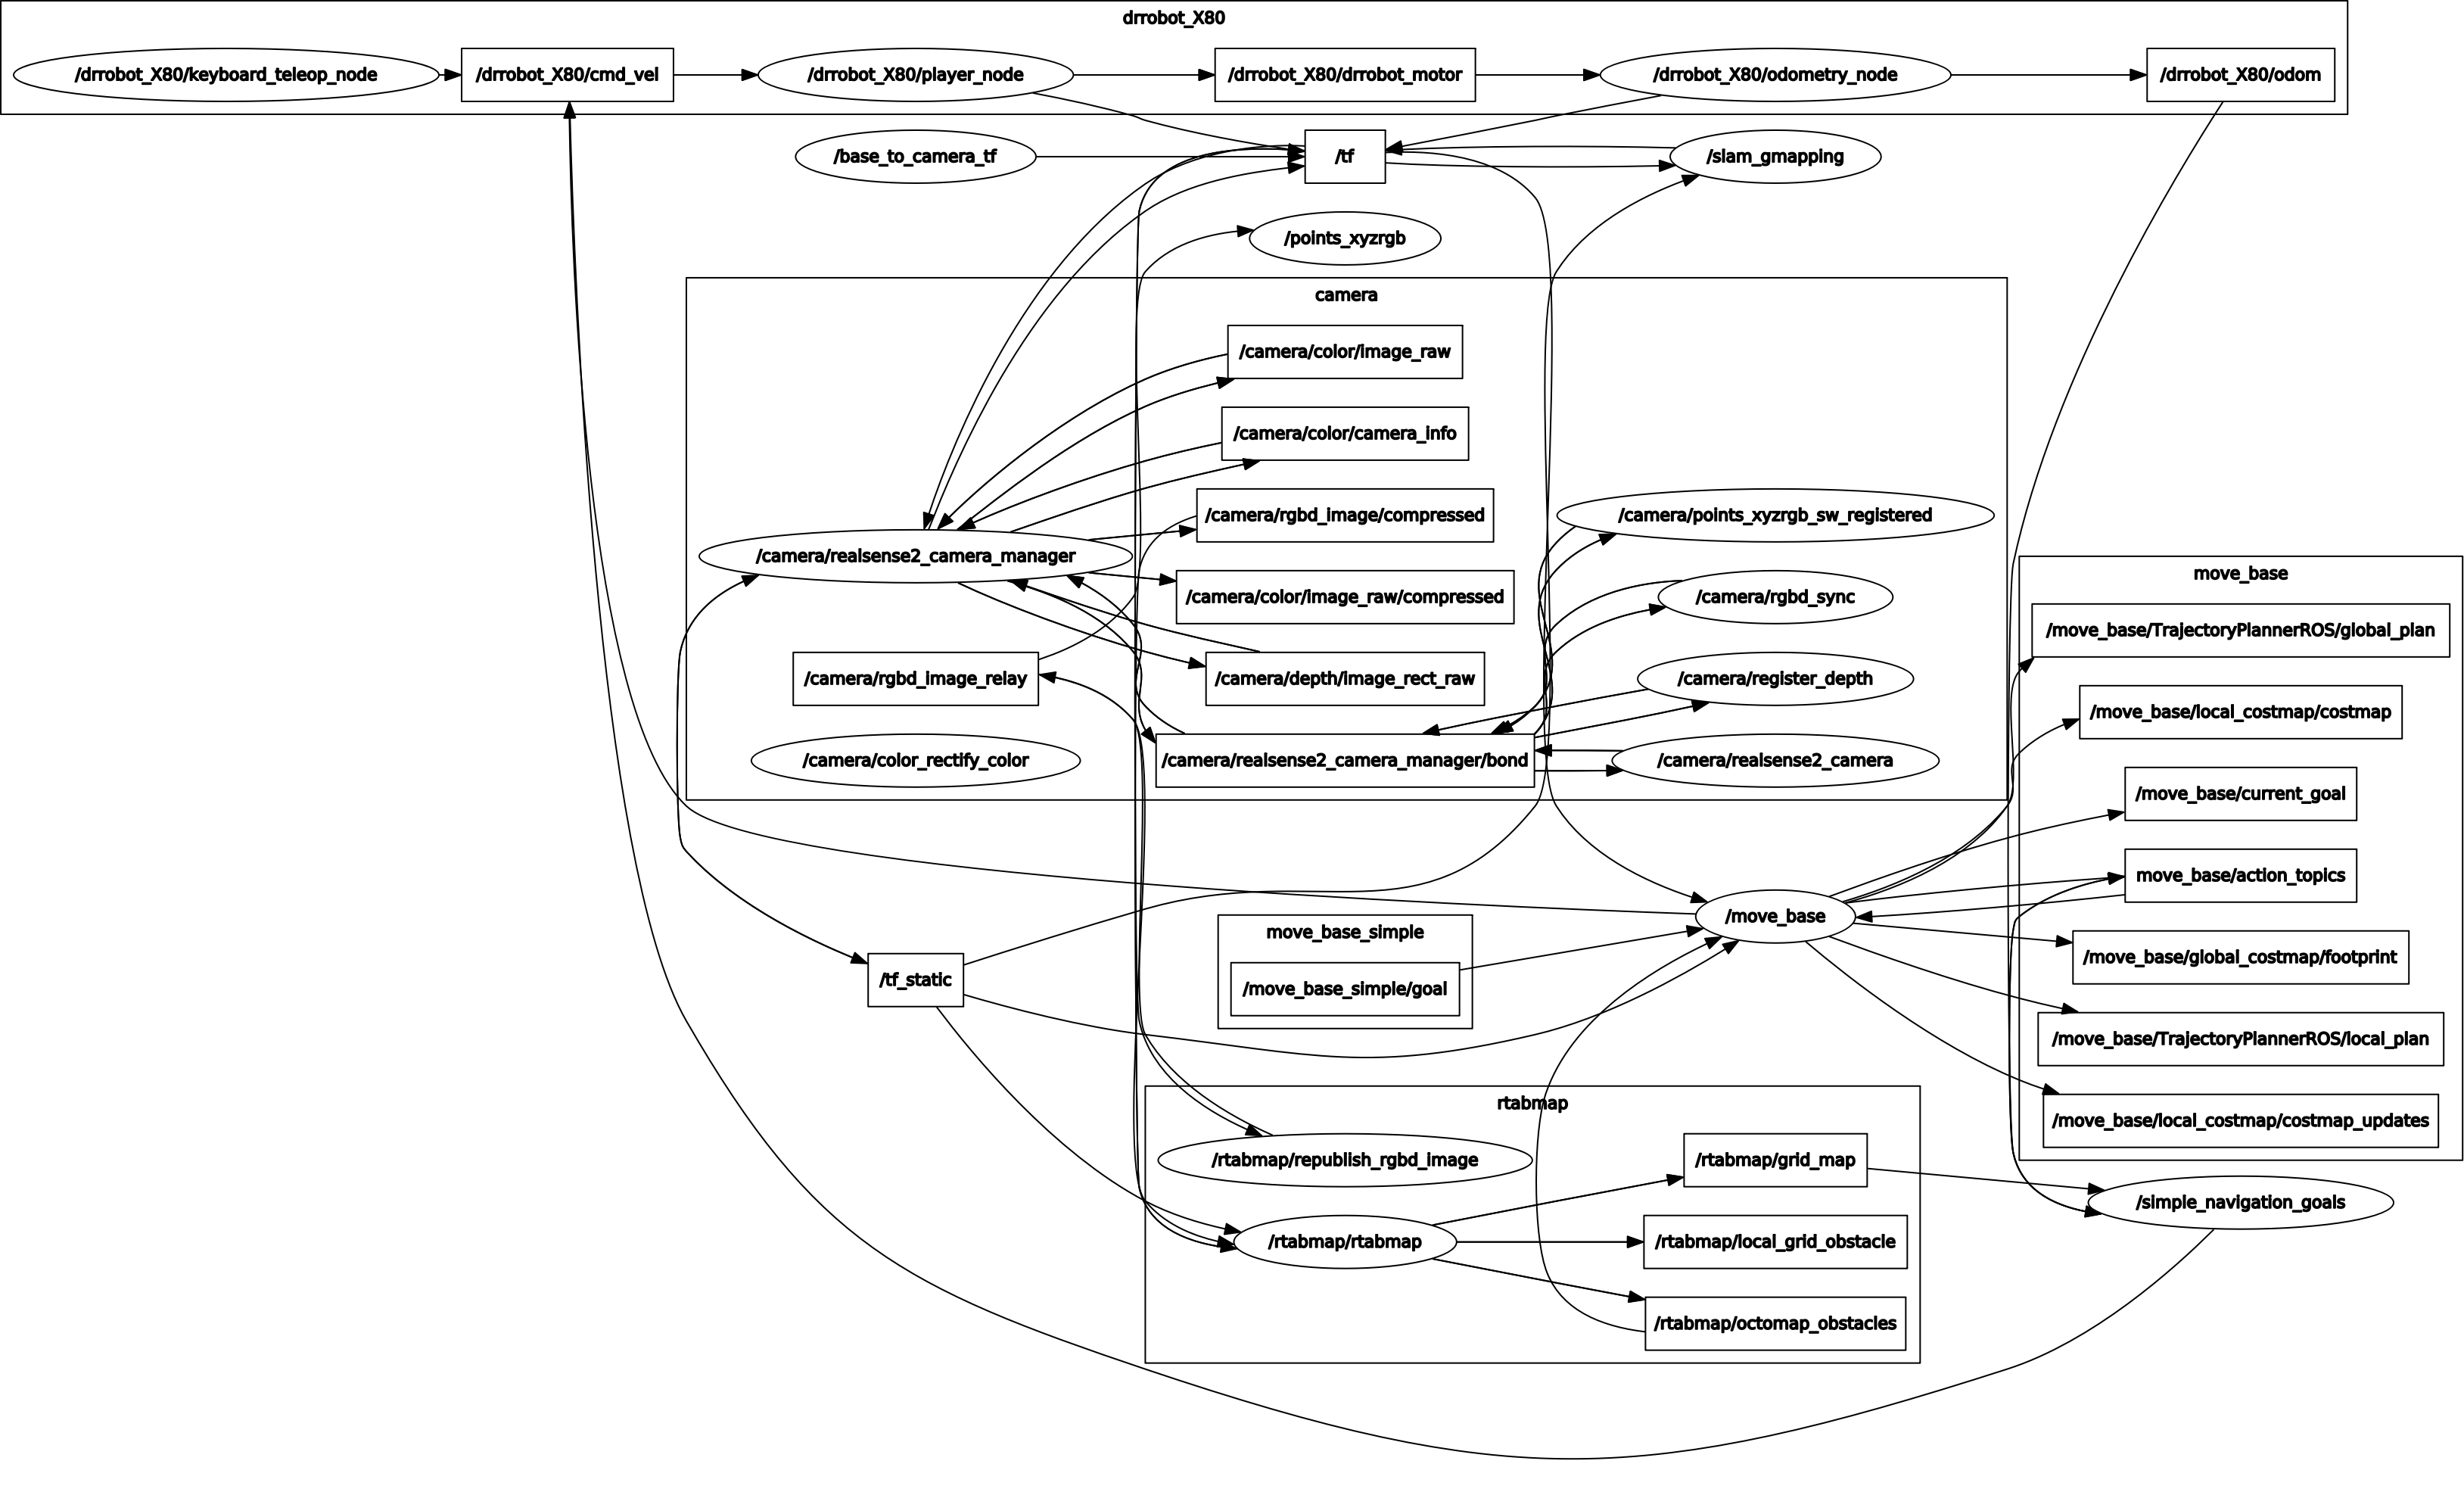 drrobot_X80
/drrobot_X80/keyboard_teleop_node
/drrobot_X80/cmd_vel
/drrobot_X80/player_node
/drrobot_X80/drrobot_motor
/drrobot_X80/odometry_node
/drrobot_X80/odom
/base_to_camera_tf
/tf
/slam_gmapping
/points_xyzrgb
camera
/camera/color/image_raw
/camera/color/camera_info
/camera/rgbd_image/compressed
/camera/points_xyzrgb_sw_registered
/camera/realsense2_camera_manager
/camera/color/image_raw/compressed
/camera/rgbd_sync
/camera/rgbd_image_relay
/camera/depth/image_rect_raw
/camera/register_depth
/camera/color_rectify_color
/camera/realsense2_camera_manager/bond
/camera/realsense2_camera
move_base
/move_base/TrajectoryPlannerROS/global_plan
/move_base/local_costmap/costmap
/move_base/current_goal
move_base/action_topics
/move_base/global_costmap/footprint
/move_base/TrajectoryPlannerROS/local_plan
/move_base/local_costmap/costmap_updates
/move_base
move_base_simple
/move_base_simple/goal
/tf_static
rtabmap
/rtabmap/republish_rgbd_image
/rtabmap/grid_map
/rtabmap/rtabmap
/rtabmap/local_grid_obstacle
/rtabmap/octomap_obstacles
/simple_navigation_goals